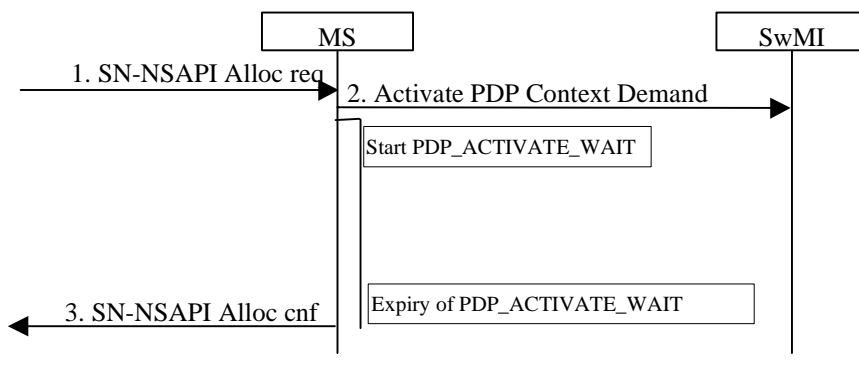 MS
SwMI
1. SN-NSAPI Alloc req
2. Activate PDP Context Demand
Start PDP_ACTIVATE_WAIT
Expiry of PDP_ACTIVATE_WAIT
3. SN-NSAPI Alloc cnf